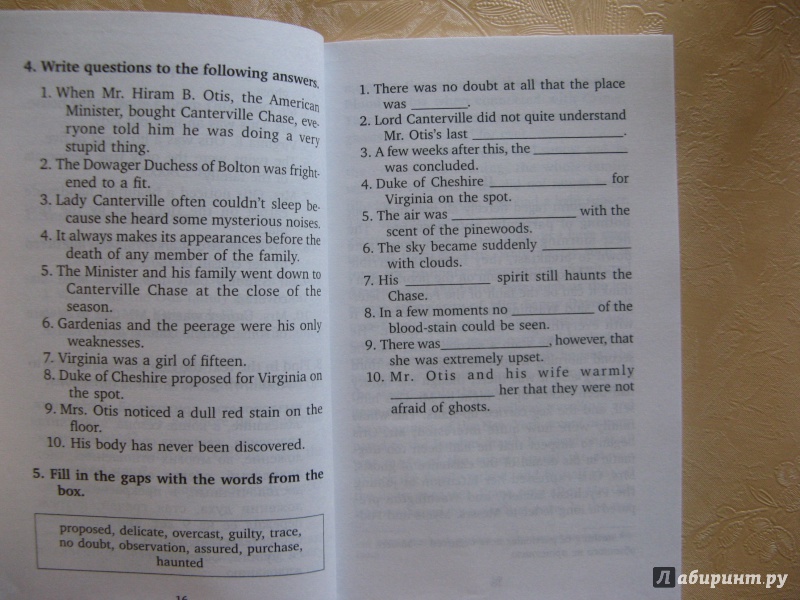 4. Write questions to the following answers.
1. When Mr. Hiram B. Otis, the American
Minister, bought Canterville Chase, eve-
ryone told him he was doing a very
stupid thing.
2. The Dowager Duchess of Bolton was fright-
ened to a fit.
3. Lady Canterville often couldn't sleep be-
cause she heard some mysterious noises.
4. It always makes its appearances before the
death of any member of the family.
5. The Minister and his family went down to
Canterville Chase at the close of the
season.
6. Gardenias and the peerage were his only
weaknesses.
7. Virginia was a girl of fifteen.
8. Duke of Cheshire proposed for Virginia on
the spot.
9. Mrs. Otis noticed a dull red stain on the
floor.
10. His body has never been discovered.
5. Fill in the gaps with the words from the
box.
proposed, delicate, overcast, guilty, trace,
no doubt, observation, assured, purchase,
haunted
16
1. There was no doubt at all that the place
was ________.
2. Lord Canterville did not quite understand
Mr. Otis's last ____________________.
3. A few weeks after this, the ____________
was concluded.
4. Duke of Cheshire ________________ for
Virginia on the spot.
5. The air was _________________ with the
scent of the pinewoods.
6. The sky became suddenly ____________
with clouds.
7. His ____________ spirit still haunts the
Chase.
8. In a few moments no ___________ of the
blood-stain could be seen.
9. There was_______________, however, that
she was extremely upset.
10. Mr. Otis and his wife warmly
______________ her that they were not
afraid of ghosts.
Лабиринт.ру